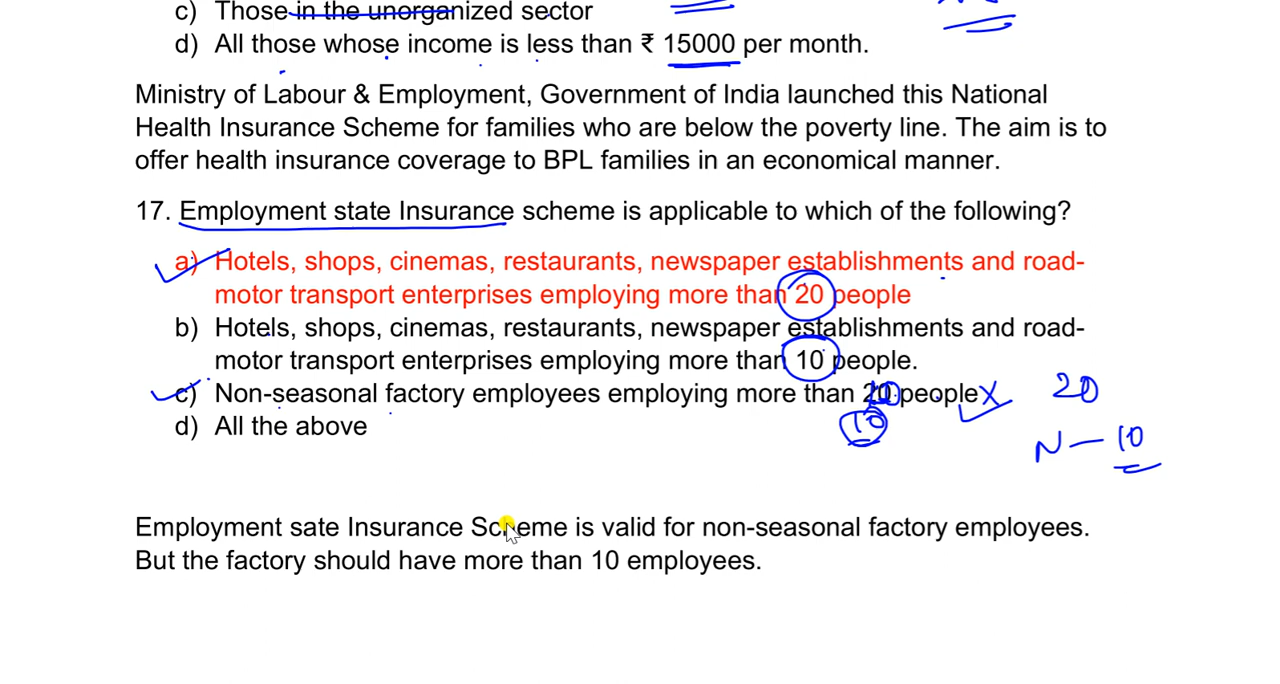 c) Those in the unorganized sector
d) All those whose income is less than ₹ 15000 per month.
Ministry of Labour & Employment, Government of India launched this National
Health Insurance Scheme for families who are below the poverty line. The aim is to
offer health insurance coverage to BPL families in an economical manner.
17. Employment state Insurance scheme is applicable to which of the following?
a) Hotels, shops, cinemas, restaurants, newspaper establishments and road-
motor transport enterprises employing more than 20 people
b) Hotels, shops, cinemas, restaurants, newspaper establishments and road-
motor transport enterprises employing more than 10 people.
c) Non-seasonal factory employees employing more than 20 people X
20
10
d) All the above
N - 10
Employment sate Insurance Scheme is valid for non-seasonal factory employees.
But the factory should have more than 10 employees.